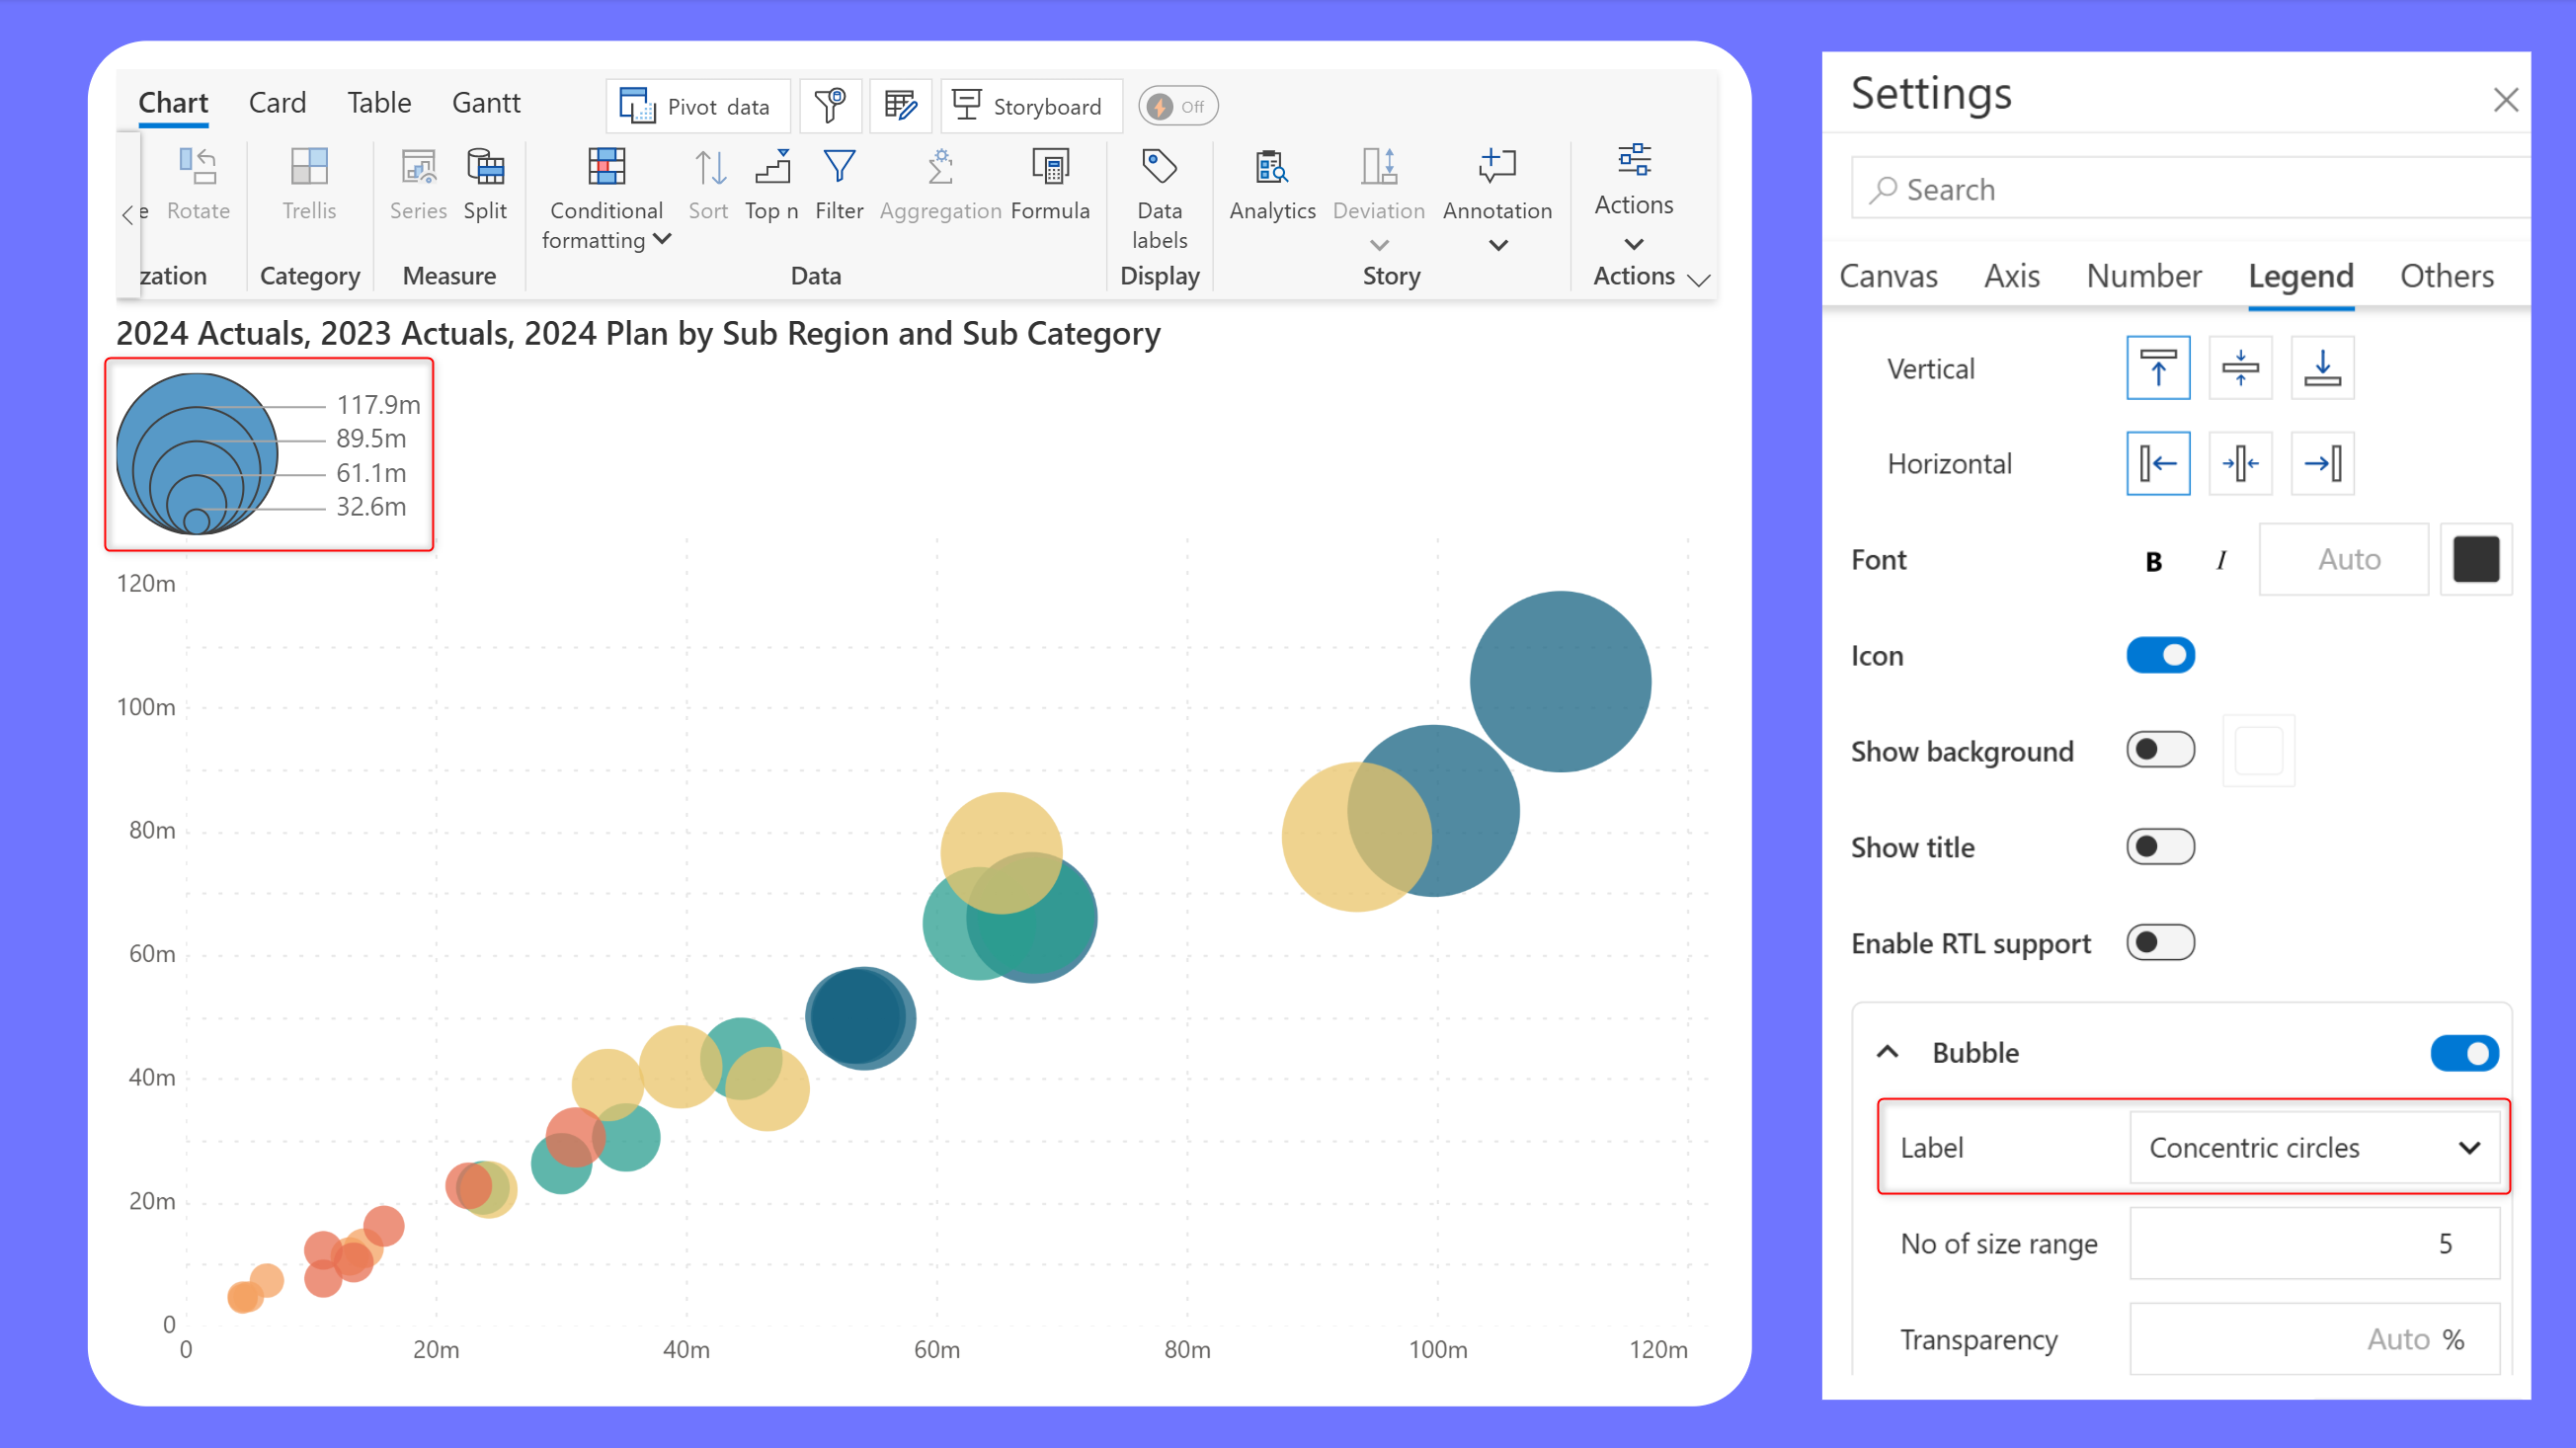 Chart Card Table Gantt Pivot data Storyboard Off
e Rotate Trellis Series Split Conditional formatting Sort Top n Filter Aggregation Formula Data labels Analytics Deviation Annotation Actions
zation Category Measure Data Display Story Actions
2024 Actuals, 2023 Actuals, 2024 Plan by Sub Region and Sub Category
117.9m
89.5m
61.1m
32.6m
120m
100m
80m
60m
40m
20m
0
0 20m 40m 60m 80m 100m 120m
Settings
Search
Canvas Axis Number Legend Others
Vertical
Horizontal
Font B I Auto
Icon
Show background
Show title
Enable RTL support
Bubble
Label Concentric circles
No of size range 5
Transparency Auto %